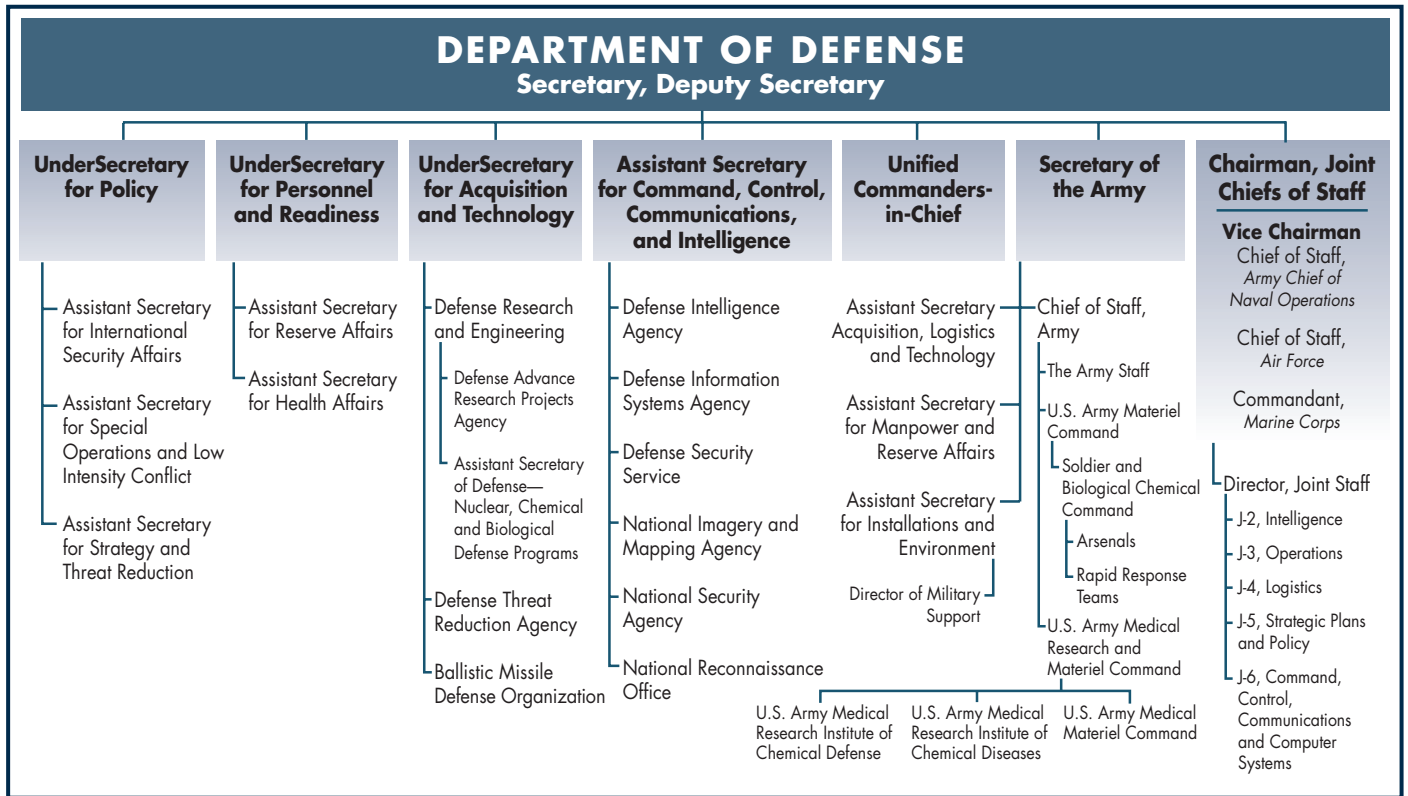 DEPARTMENT OF DEFENSE
Secretary, Deputy Secretary
UnderSecretary
for Policy
Assistant Secretary
for International
Security Affairs
Assistant Secretary
for Special
Operations and Low
Intensity Conflict
Assistant Secretary
for Strategy and
Threat Reduction
UnderSecretary
for Personnel
and Readiness
Assistant Secretary
for Reserve Affairs
Assistant Secretary
for Health Affairs
UnderSecretary
for Acquisition
and Technology
Defense Research
and Engineering
Defense Advance
Research Projects
Agency
Assistant Secretary
of Defense—
Nuclear, Chemical
and Biological
Defense Programs
Defense Threat
Reduction Agency
Ballistic Missile
Defense Organization
Assistant Secretary
for Command, Control,
Communications,
and Intelligence
Defense Intelligence
Agency
Defense Information
Systems Agency
Defense Security
Service
National Imagery and
Mapping Agency
National Security
Agency
National Reconnaissance
Office
Unified
Commanders-
in-Chief
Secretary of
the Army
Assistant Secretary
Acquisition, Logistics
and Technology
Assistant Secretary
for Manpower and
Reserve Affairs
Assistant Secretary
for Installations and
Environment
Director of Military
Support
Chief of Staff,
Army
The Army Staff
U.S. Army Materiel
Command
Soldier and
Biological Chemical
Command
Arsenals
Rapid Response
Teams
U.S. Army Medical
Research and
Materiel Command
U.S. Army Medical
Research Institute of
Chemical Defense
U.S. Army Medical
Research Institute of
Chemical Diseases
U.S. Army Medical
Materiel Command
Chairman, Joint
Chiefs of Staff
Vice Chairman
Chief of Staff,
Army Chief of
Naval Operations
Chief of Staff,
Air Force
Commandant,
Marine Corps
Director, Joint Staff
J-2, Intelligence
J-3, Operations
J-4, Logistics
J-5, Strategic Plans
and Policy
J-6, Command,
Control,
Communications
and Computer
Systems